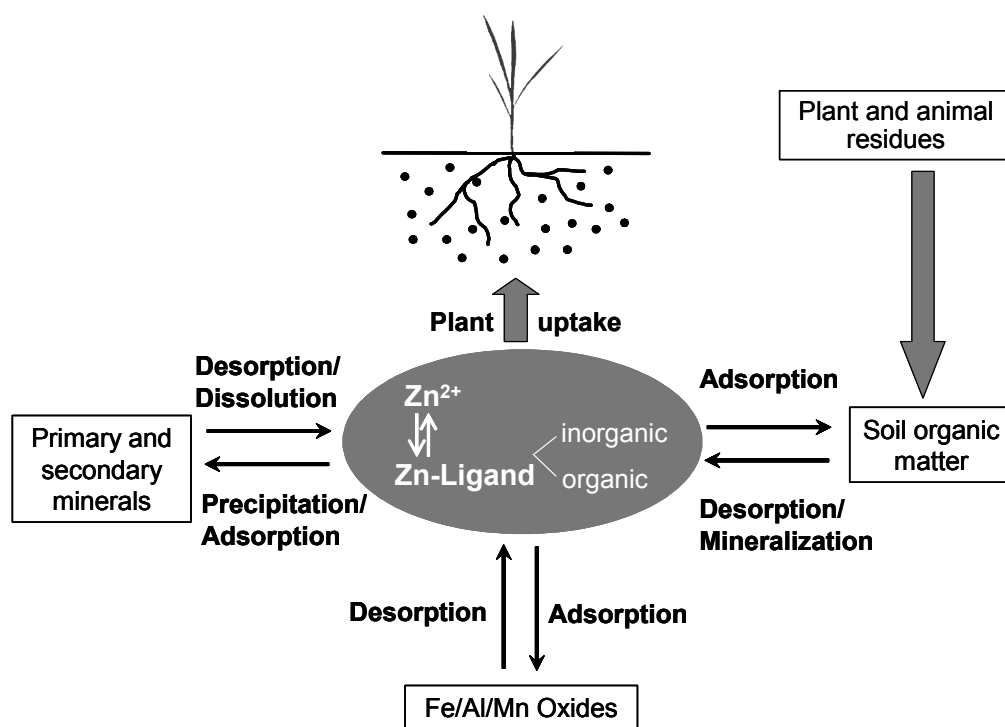 Plant and animal
residues
Plant uptake
Desorption/
Dissolution
Adsorption
Zn²⁺
Zn-Ligand
inorganic
organic
Primary and
secondary
minerals
Soil organic
matter
Precipitation/
Adsorption
Desorption/
Mineralization
Desorption
Adsorption
Fe/Al/Mn Oxides